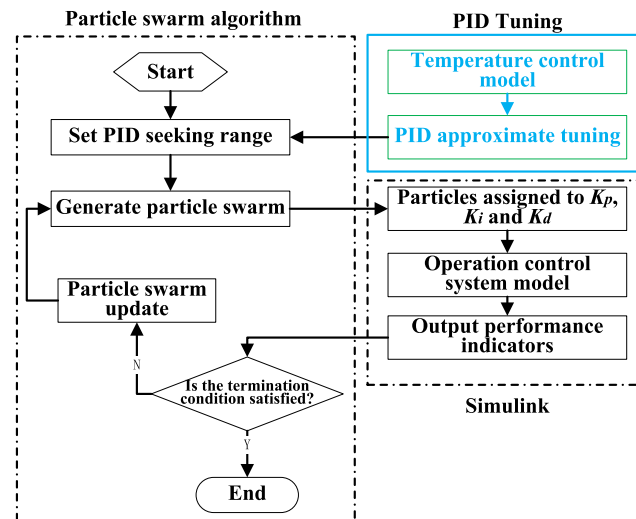 Particle swarm algorithm
PID Tuning
Start
Temperature control
model
Set PID seeking range
PID approximate tuning
Generate particle swarm
Particles assigned to Kp,
Ki and Kd
Operation control
system model
Particle swarm
update
Output performance
indicators
N
Is the termination
condition satisfied?
Simulink
Y
End